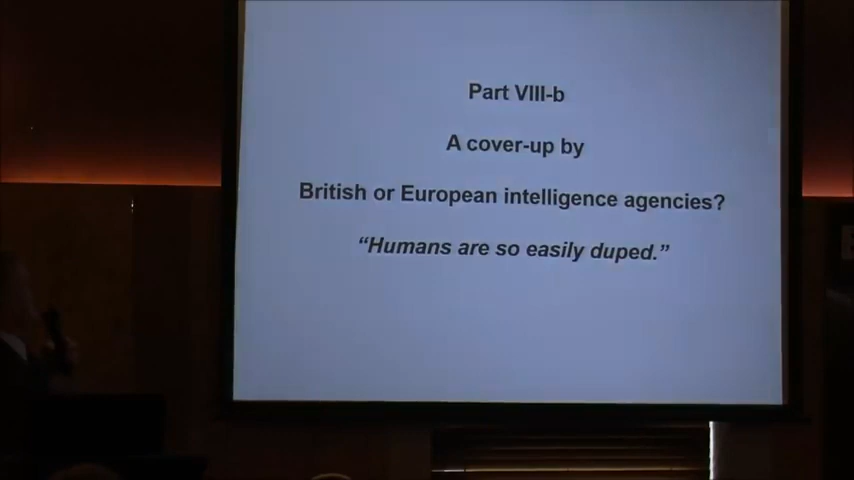 Part VIII-b
A cover-up by
British or European intelligence agencies?
“Humans are so easily duped.”